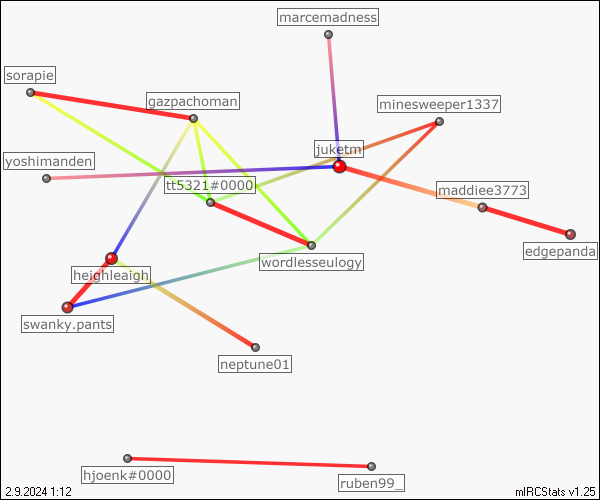 marcemadness
sorapie
gazpachoman
minesweeper1337
juketm
yoshimanden
tt5321#0000
maddiee3773
edgepanda
wordlesseulogy
heighleaigh
swanky.pants
neptune01
hjoenk#0000
ruben99_
2.9.2024 1:12
mIRCStats v1.25